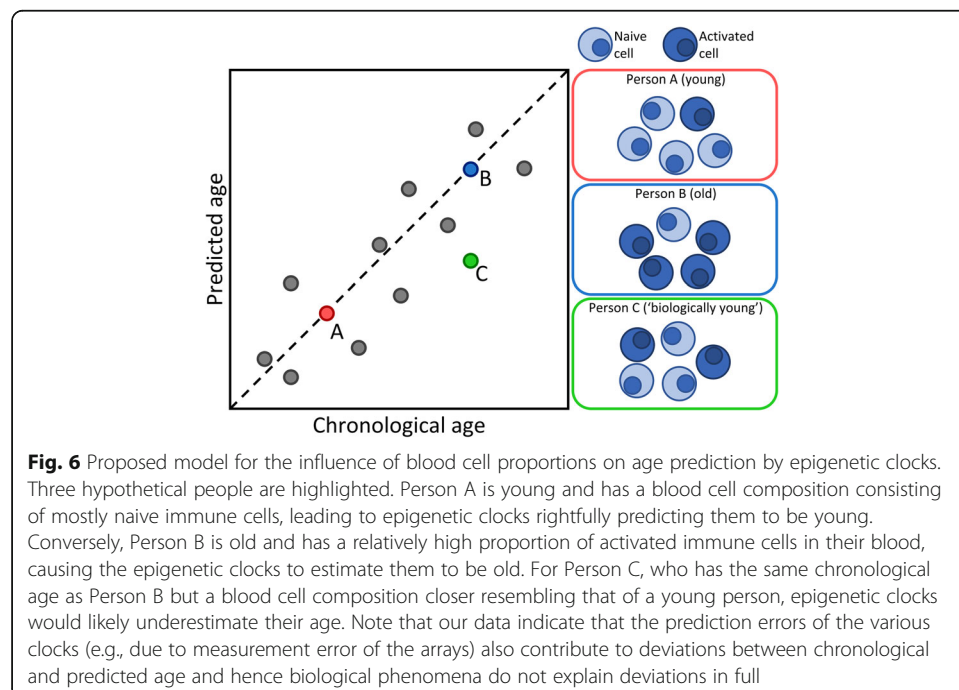 Naive
cell
Activated
cell
Person A (young)
Person B (old)
Person C (‘biologically young’)
Predicted age
B
C
A
Chronological age
Fig. 6 Proposed model for the influence of blood cell proportions on age prediction by epigenetic clocks.
Three hypothetical people are highlighted. Person A is young and has a blood cell composition consisting
of mostly naive immune cells, leading to epigenetic clocks rightfully predicting them to be young.
Conversely, Person B is old and has a relatively high proportion of activated immune cells in their blood,
causing the epigenetic clocks to estimate them to be old. For Person C, who has the same chronological
age as Person B but a blood cell composition closer resembling that of a young person, epigenetic clocks
would likely underestimate their age. Note that our data indicate that the prediction errors of the various
clocks (e.g., due to measurement error of the arrays) also contribute to deviations between chronological
and predicted age and hence biological phenomena do not explain deviations in full